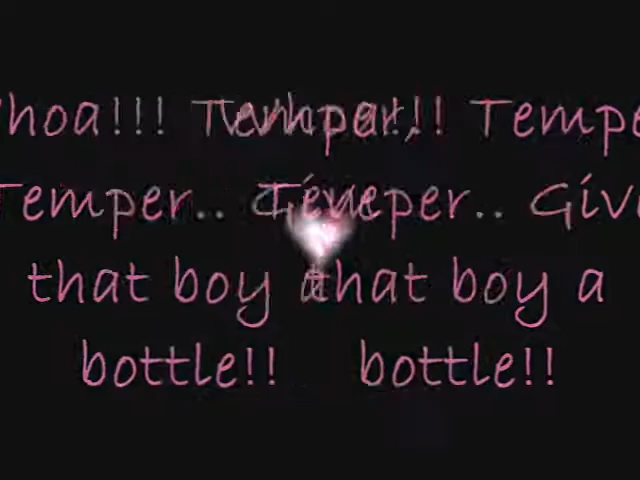 hoa!!! Temper,!! Tempe
Temper.. Temper.. Giv
that boy a that boy a
bottle!! bottle!!